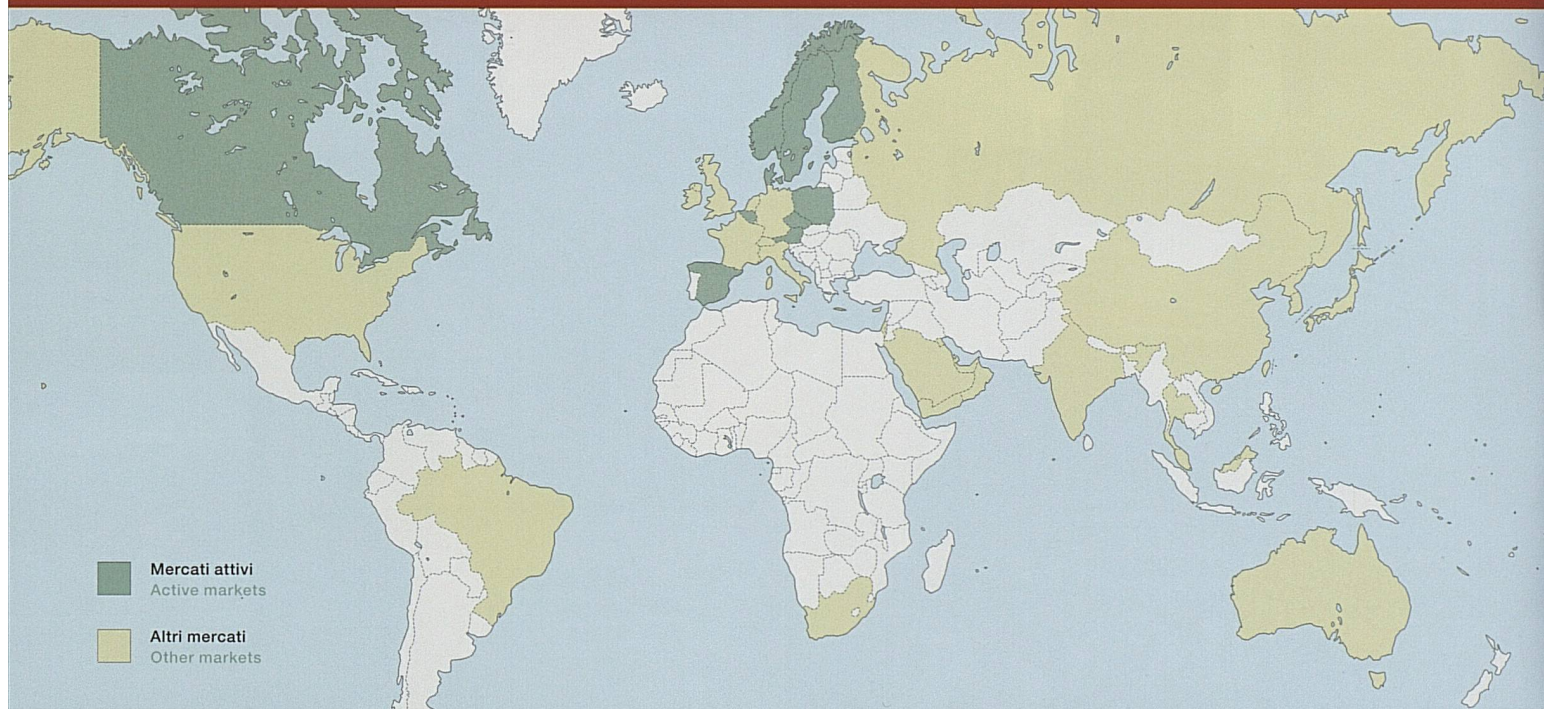 Mercati attivi
Active markets
Altri mercati
Other markets